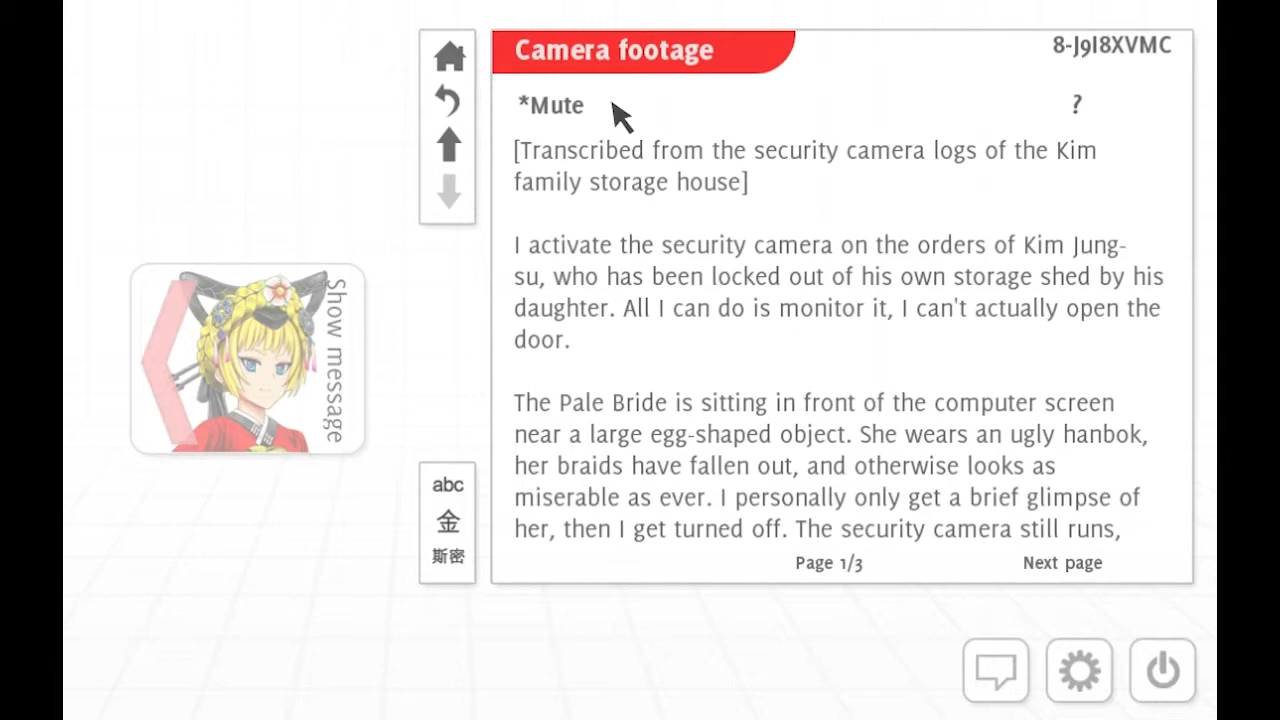 Camera footage
8-J9I8XVMC
*Mute
?
[Transcribed from the security camera logs of the Kim
family storage house]
I activate the security camera on the orders of Kim Jung-
su, who has been locked out of his own storage shed by his
daughter. All I can do is monitor it, I can't actually open the
door.
The Pale Bride is sitting in front of the computer screen
near a large egg-shaped object. She wears an ugly hanbok,
her braids have fallen out, and otherwise looks as
miserable as ever. I personally only get a brief glimpse of
her, then I get turned off. The security camera still runs,
Page 1/3
Next page
Show message
abc
金
斯密